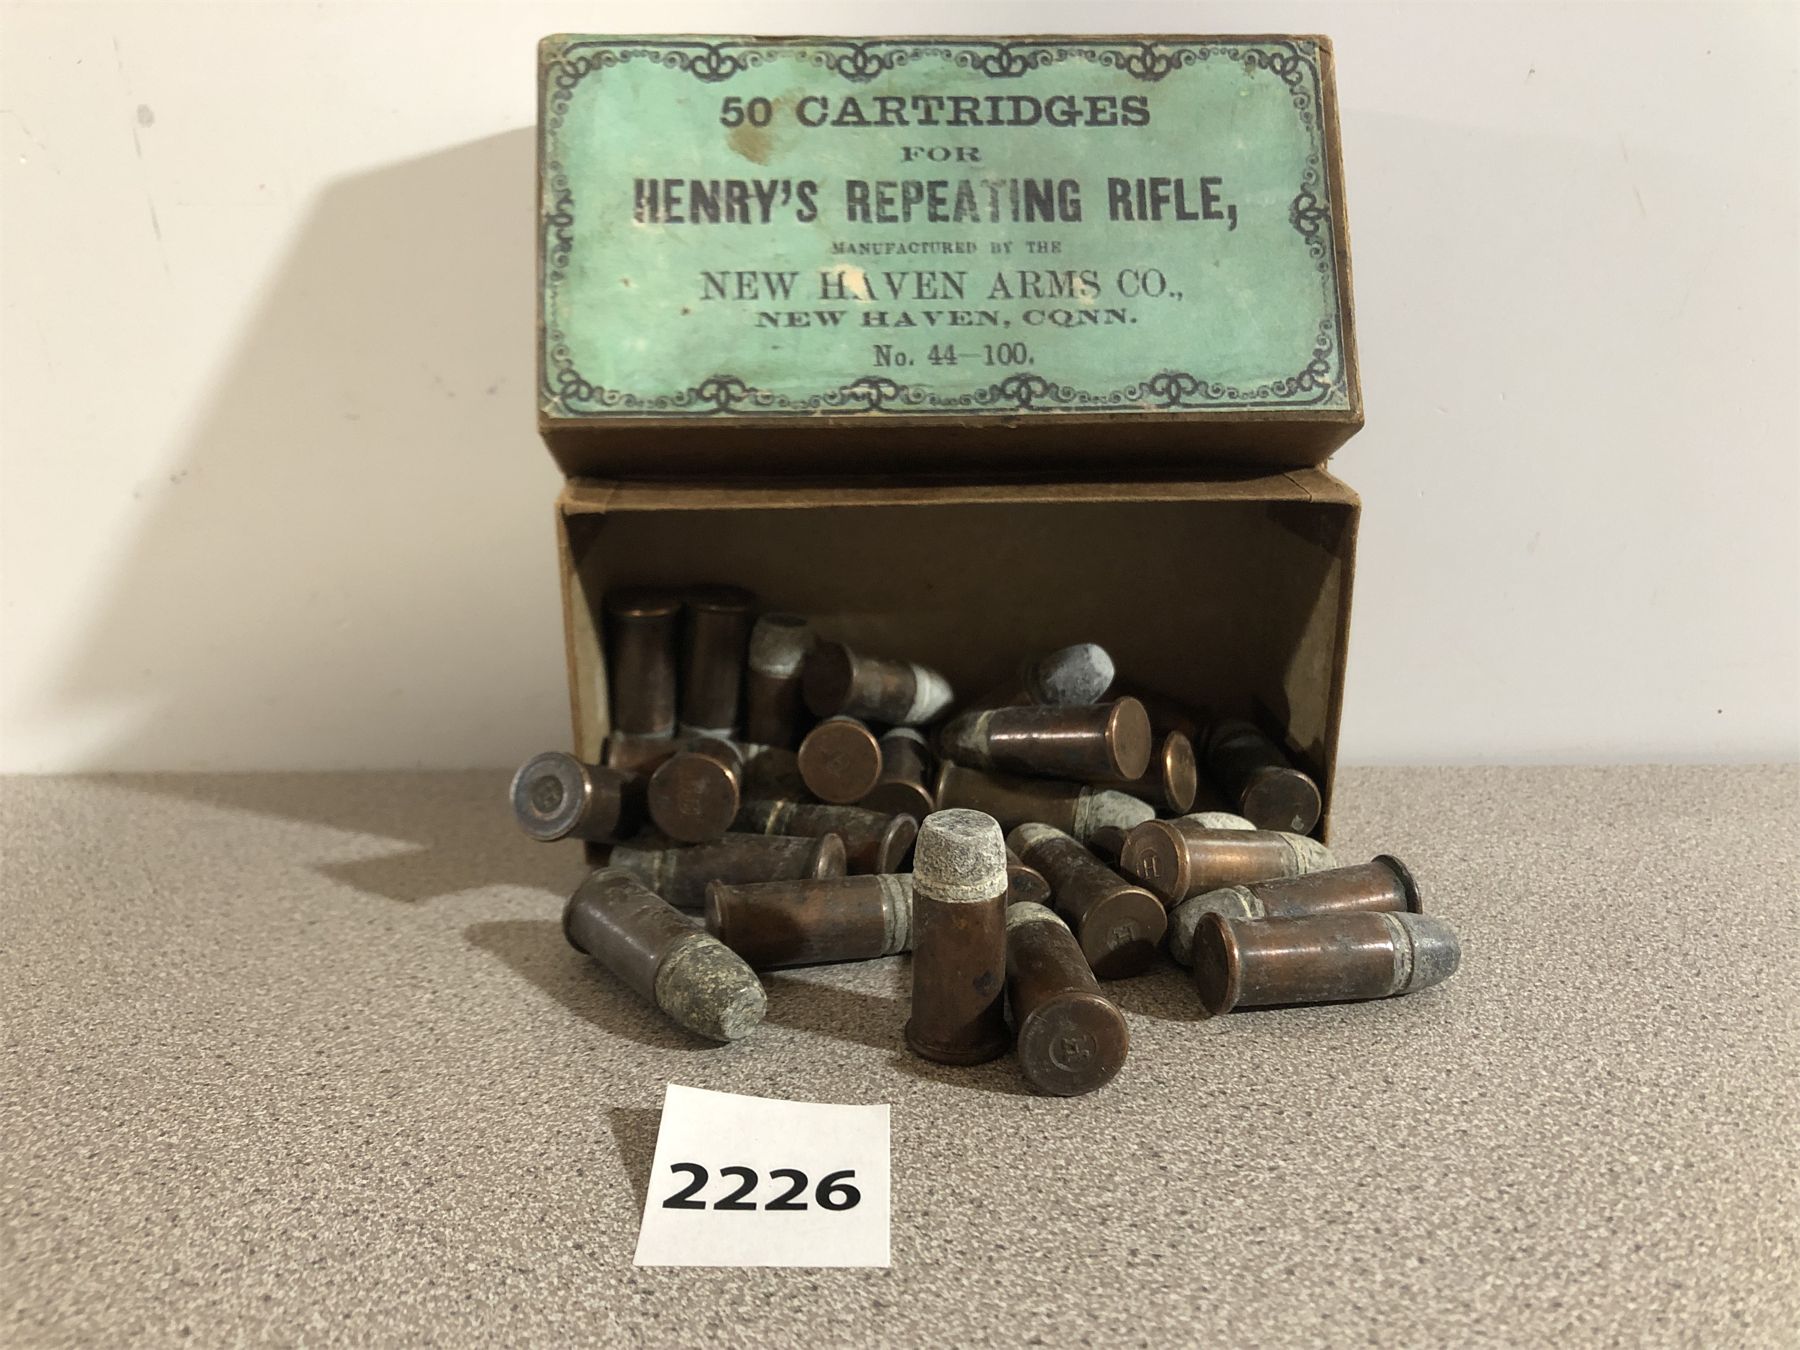 50 CARTRIDGES
FOR
HENRY'S REPEATING RIFLE,
MANUFACTURED BY THE
NEW HAVEN ARMS CO.,
NEW HAVEN, CONN.
No. 44—100.
H
H
H
2226